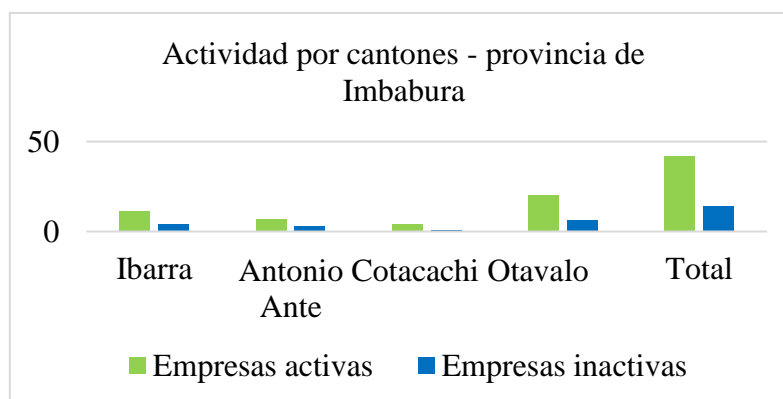 Actividad por cantones - provincia de
Imbabura
50
0
Ibarra
Antonio Cotacachi Otavalo
Total
Ante
Empresas activas
Empresas inactivas